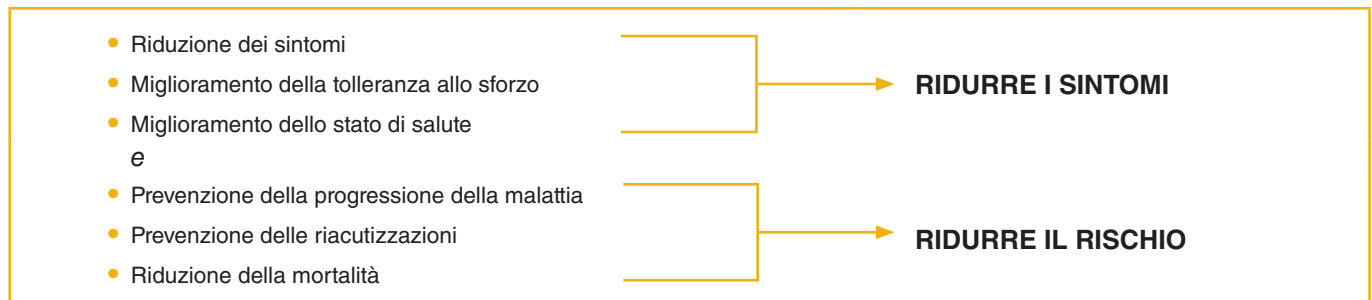 • Riduzione dei sintomi
• Miglioramento della tolleranza allo sforzo
RIDURRE I SINTOMI
• Miglioramento dello stato di salute
e
• Prevenzione della progressione della malattia
• Prevenzione delle riacutizzazioni
RIDURRE IL RISCHIO
• Riduzione della mortalità